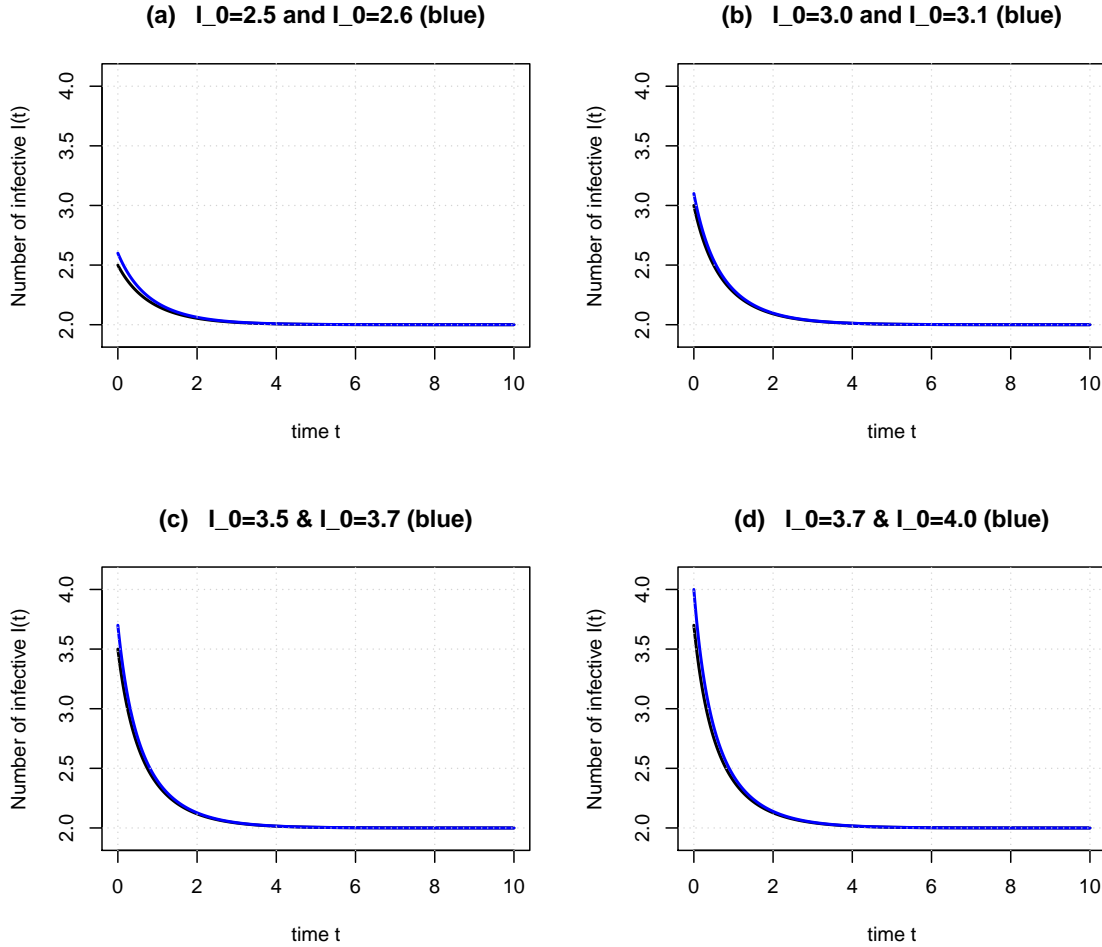 (a) I_0=2.5 and I_0=2.6 (blue)
Number of infective I(t)
4.0
3.5
3.0
2.5
2.0
0 2 4 6 8 10
time t
(b) I_0=3.0 and I_0=3.1 (blue)
Number of infective I(t)
4.0
3.5
3.0
2.5
2.0
0 2 4 6 8 10
time t
(c) I_0=3.5 & I_0=3.7 (blue)
Number of infective I(t)
4.0
3.5
3.0
2.5
2.0
0 2 4 6 8 10
time t
(d) I_0=3.7 & I_0=4.0 (blue)
Number of infective I(t)
4.0
3.5
3.0
2.5
2.0
0 2 4 6 8 10
time t